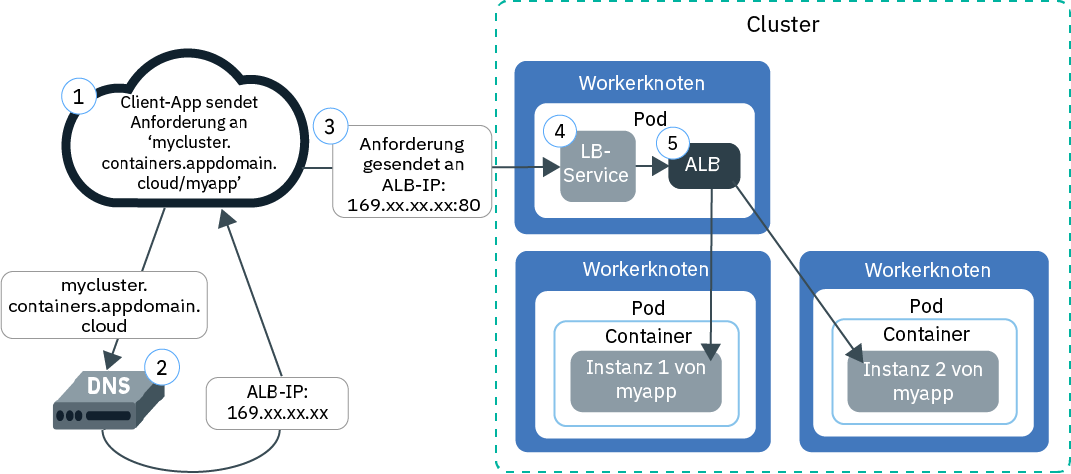 Cluster
1
Client-App sendet
Anforderung an
‘mycluster.
containers.appdomain.
cloud/myapp’
3
Anforderung
gesendet an
ALB-IP:
169.xx.xx.xx:80
Workerknoten
Pod
4
LB-
Service
5
ALB
mycluster.
containers.appdomain.
cloud
2
DNS
ALB-IP:
169.xx.xx.xx
Workerknoten
Pod
Container
Instanz 1 von
myapp
Workerknoten
Pod
Container
Instanz 2 von
myapp